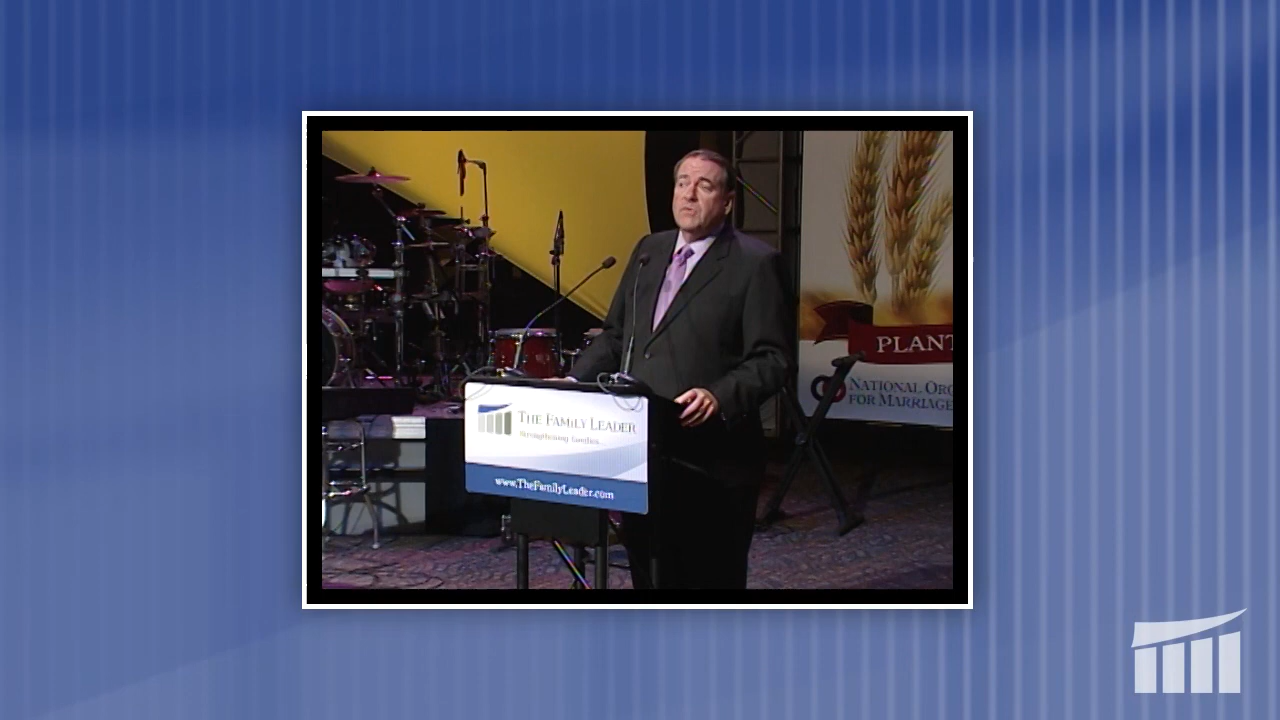 THE FAMiLY LEADER
Strengthening Families
www.TheFamilyLeader.com
PLANT
NATIONAL ORG
FOR MARRIAGE